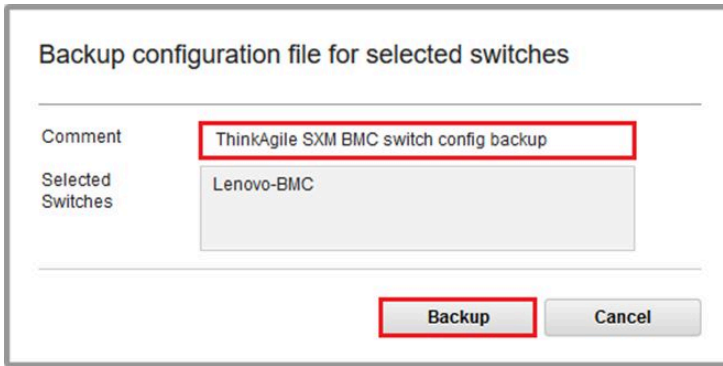 Backup configuration file for selected switches
Comment
ThinkAgile SXM BMC switch config backup
Selected
Switches
Lenovo-BMC
Backup
Cancel